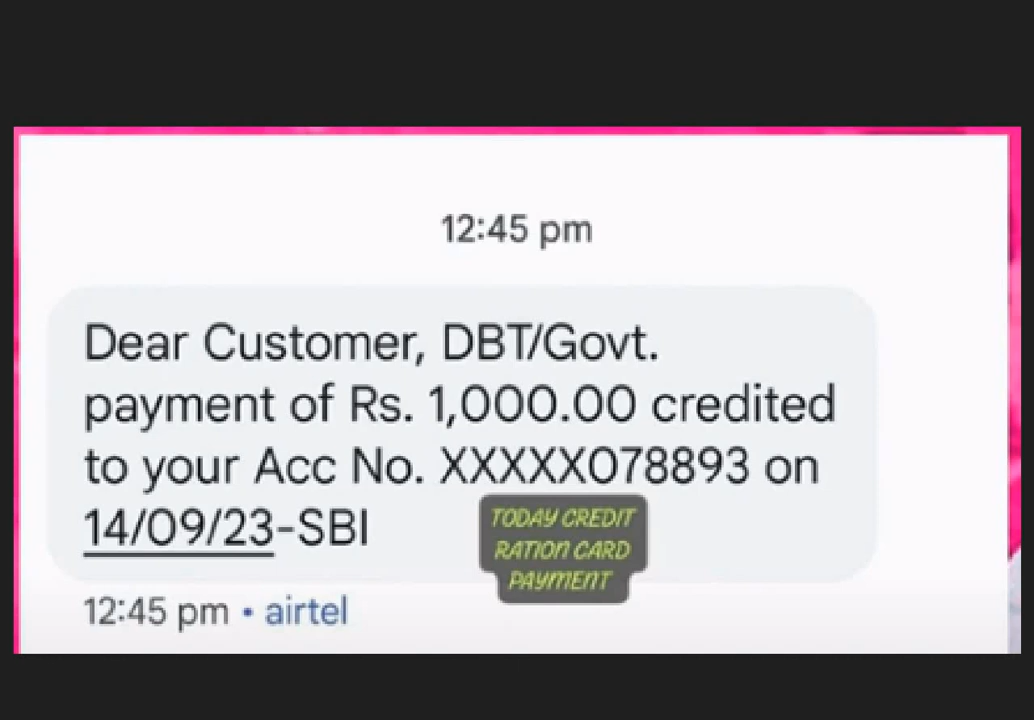 12:45 pm
Dear Customer, DBT/Govt.
payment of Rs. 1,000.00 credited
to your Acc No. XXXXX078893 on
14/09/23-SBI
TODAY CREDIT
RATION CARD
PAYMENT
12:45 pm • airtel